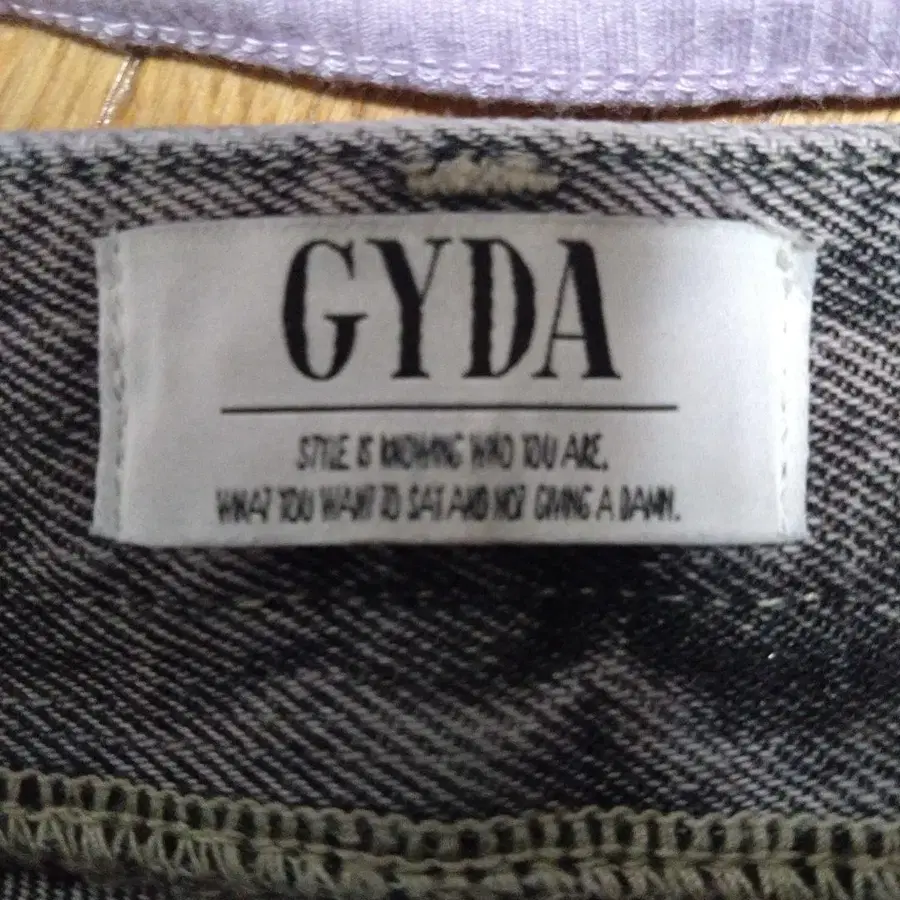 GYDA
STYLE IS KNOWING WHO YOU ARE.
WHAT YOU WANT TO SAY AND NOT GIVING A DAMN.